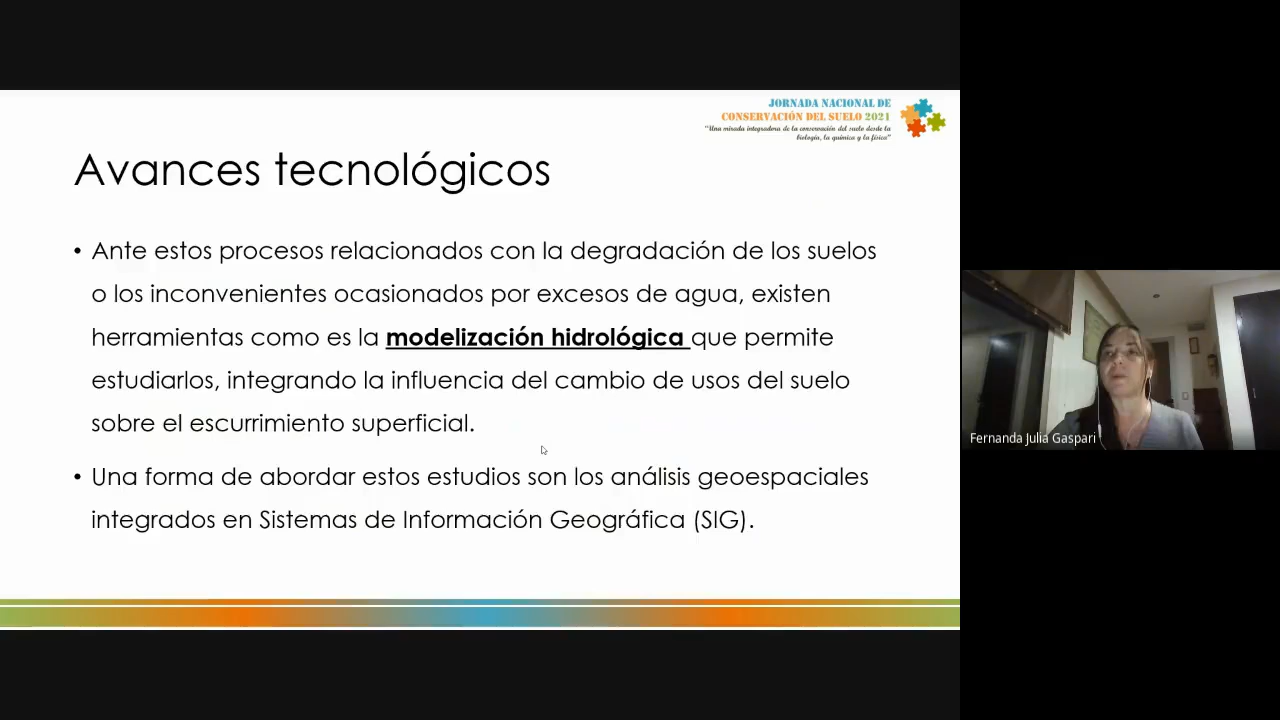 JORNADA NACIONAL DE
CONSERVACIÓN DEL SUELO 2021
"Una mirada integradora de la conservación del suelo desde la
biología, la química y la física"
Avances tecnológicos
• Ante estos procesos relacionados con la degradación de los suelos
o los inconvenientes ocasionados por excesos de agua, existen
herramientas como es la modelización hidrológica que permite
estudiarlos, integrando la influencia del cambio de usos del suelo
sobre el escurrimiento superficial.
• Una forma de abordar estos estudios son los análisis geoespaciales
integrados en Sistemas de Información Geográfica (SIG).
Fernanda Julia Gaspari